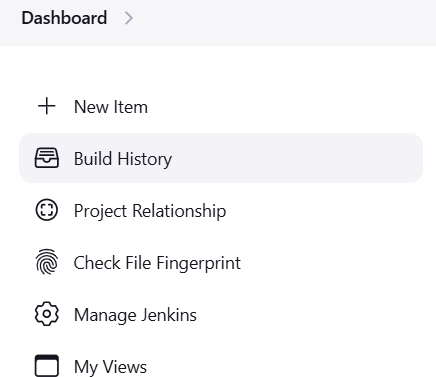 Dashboard
New Item
Build History
Project Relationship
Check File Fingerprint
Manage Jenkins
My Views